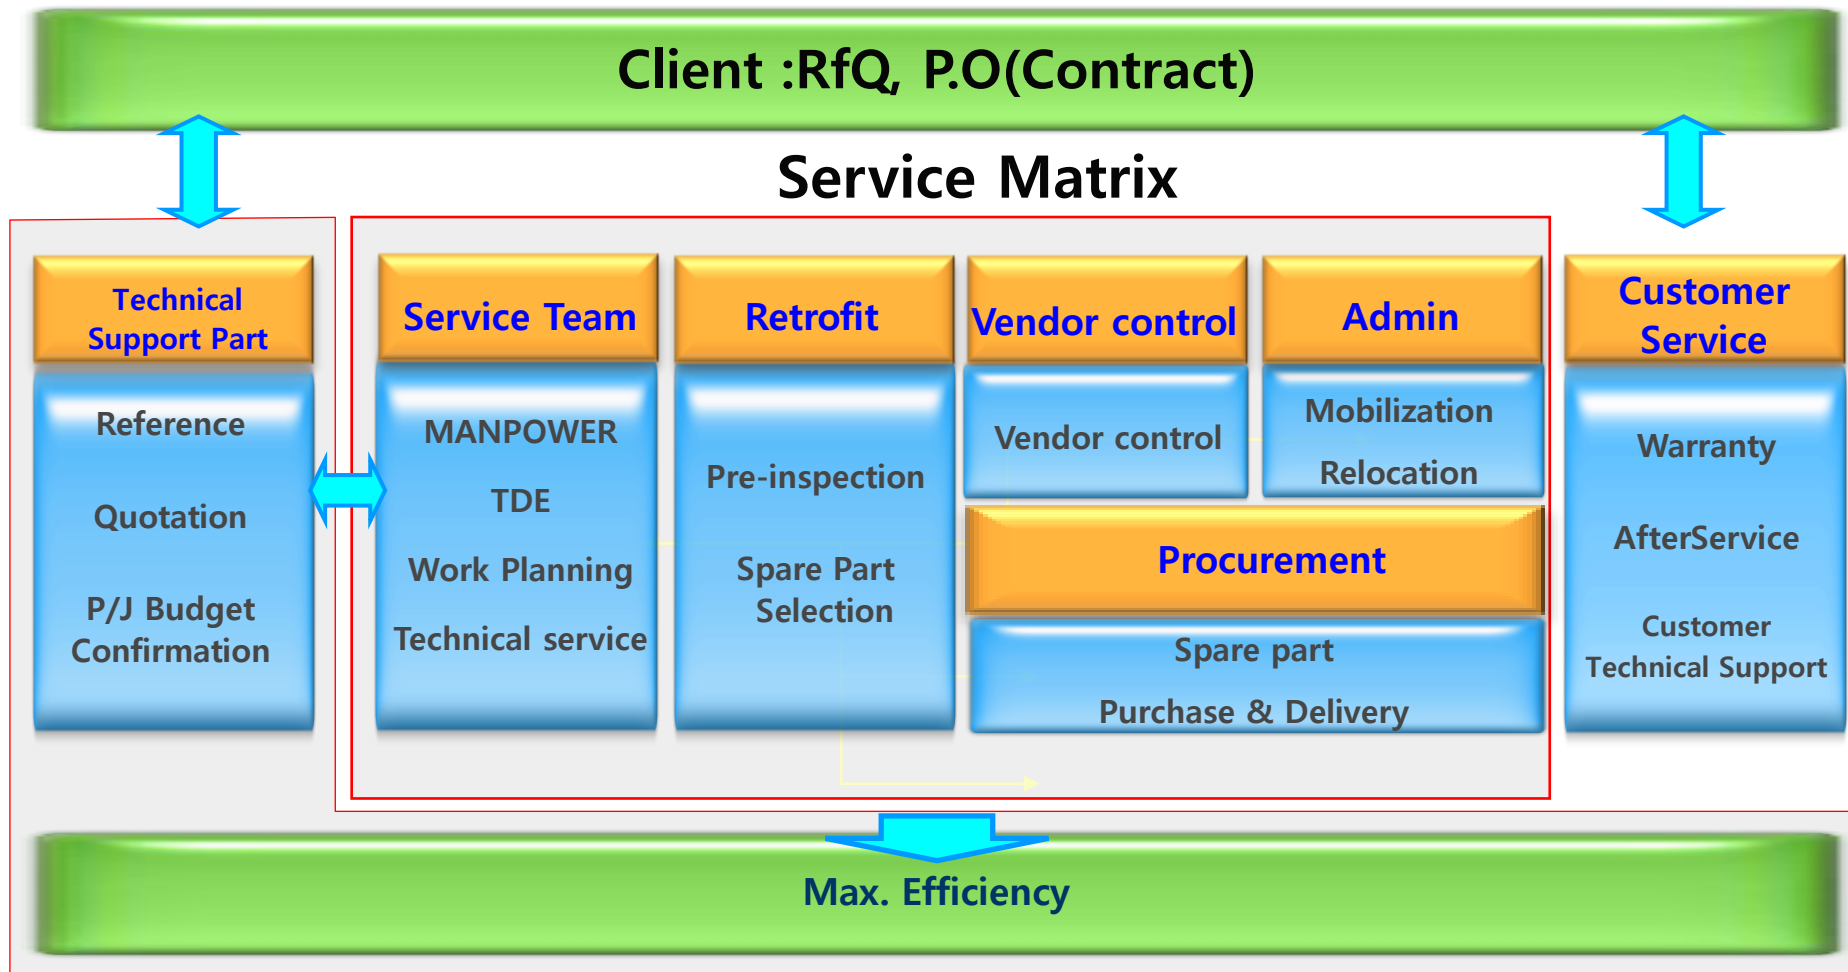 Client :RfQ, P.O(Contract)
Service Matrix
Technical
Support Part
Reference
Quotation
P/J Budget
Confirmation
Service Team
MANPOWER
TDE
Work Planning
Technical service
Retrofit
Pre-inspection
Spare Part
Selection
Vendor control
Vendor control
Admin
Mobilization
Relocation
Procurement
Spare part
Purchase & Delivery
Customer
Service
Warranty
AfterService
Customer
Technical Support
Max. Efficiency